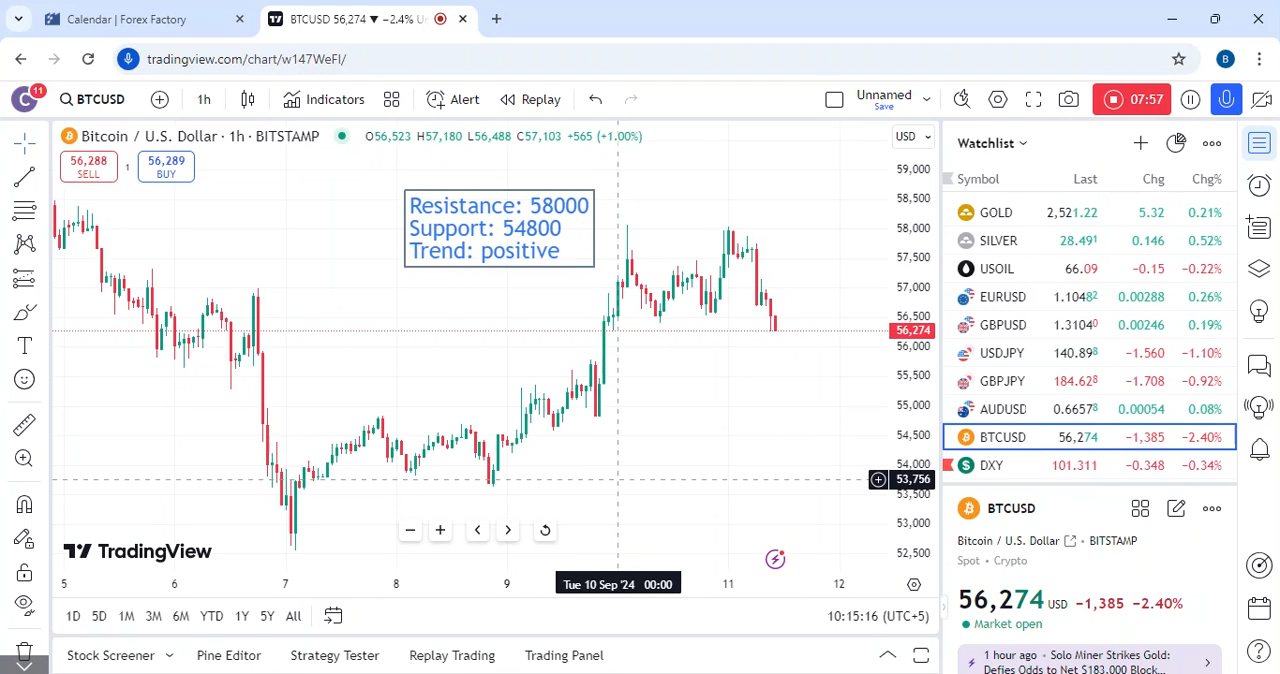 Calendar | Forex Factory
BTCUSD 56,274 ▼ −2.4% Un
tradingview.com/chart/w147WeFI/
B
C 11
BTCUSD
1h
Indicators
Alert
Replay
Unnamed
Save
07:57
Bitcoin / U.S. Dollar · 1h · BITSTAMP
O56,523 H57,180 L56,488 C57,103 +565 (+1.00%)
USD
56,288
SELL
1
56,289
BUY
Resistance: 58000
Support: 54800
Trend: positive
59,000
58,500
58,000
57,500
57,000
56,500
56,274
56,000
55,500
55,000
54,500
54,000
53,756
53,500
53,000
52,500
TradingView
5
6
7
8
9
Tue 10 Sep '24 00:00
11
12
1D
5D
1M
3M
6M
YTD
1Y
5Y
All
10:15:16 (UTC+5)
Stock Screener
Pine Editor
Strategy Tester
Replay Trading
Trading Panel
Watchlist
Symbol Last Chg Chg%
GOLD 2,521.22 5.32 0.21%
SILVER 28.491 0.146 0.52%
USOIL 66.09 −0.15 −0.22%
EURUSD 1.10482 0.00288 0.26%
GBPUSD 1.31040 0.00246 0.19%
USDJPY 140.898 −1.560 −1.10%
GBPJPY 184.628 −1.708 −0.92%
AUDUSD 0.66578 0.00054 0.08%
BTCUSD 56,274 −1,385 −2.40%
DXY 101.311 −0.348 −0.34%
BTCUSD
Bitcoin / U.S. Dollar • BITSTAMP
Spot • Crypto
56,274 USD −1,385 −2.40%
Market open
1 hour ago • Solo Miner Strikes Gold:
Defies Odds to Net $183,000 Block...